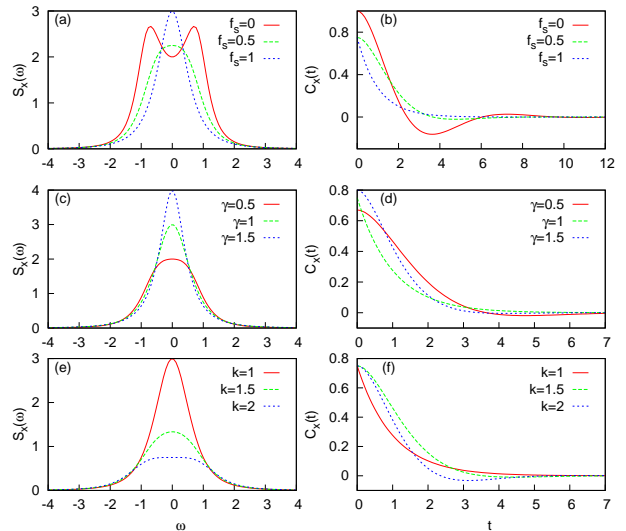 (a)
S_x(ω)
3
2
1
0
-4 -3 -2 -1 0 1 2 3 4
f_s=0
f_s=0.5
f_s=1
(b)
C_x(t)
0.8
0.4
0
0 2 4 6 8 10 12
f_s=0
f_s=0.5
f_s=1
(c)
S_x(ω)
4
3
2
1
0
-4 -3 -2 -1 0 1 2 3 4
γ=0.5
γ=1
γ=1.5
(d)
C_x(t)
0.8
0.6
0.4
0.2
0
0 1 2 3 4 5 6 7
γ=0.5
γ=1
γ=1.5
(e)
S_x(ω)
3
2
1
0
-4 -3 -2 -1 0 1 2 3 4
ω
k=1
k=1.5
k=2
(f)
C_x(t)
0.8
0.6
0.4
0.2
0
0 1 2 3 4 5 6 7
t
k=1
k=1.5
k=2